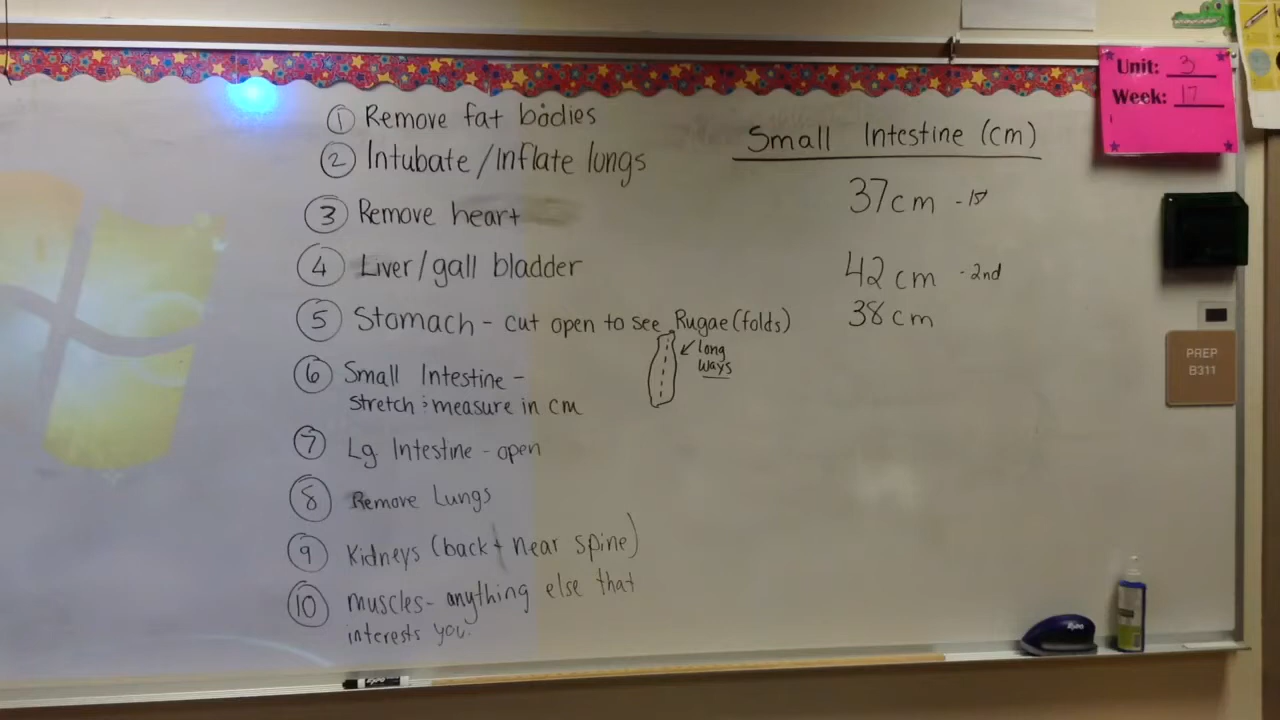 ① Remove fat bodies
② Intubate/Inflate lungs
③ Remove heart
④ Liver/gall bladder
⑤ Stomach - cut open to see Rugae (folds)
long
ways
⑥ Small Intestine -
stretch & measure in cm
⑦ Lg. Intestine - open
⑧ Remove Lungs
⑨ Kidneys (back + near spine)
⑩ muscles - anything else that
interests you.
Small Intestine (cm)
37cm - 1st
42 cm - 2nd
38 cm
Unit: 3
Week: 17
PREP
B311
Expo